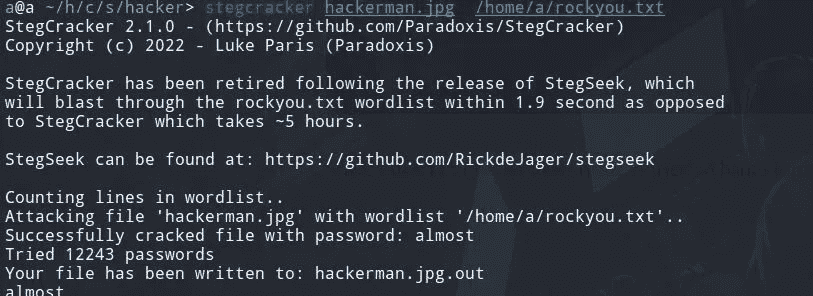 a@a ~/h/c/s/hacker> stegcracker hackerman.jpg /home/a/rockyou.txt
StegCracker 2.1.0 - (https://github.com/Paradoxis/StegCracker)
Copyright (c) 2022 - Luke Paris (Paradoxis)
StegCracker has been retired following the release of StegSeek, which
will blast through the rockyou.txt wordlist within 1.9 second as opposed
to StegCracker which takes ~5 hours.
StegSeek can be found at: https://github.com/RickdeJager/stegseek
Counting lines in wordlist..
Attacking file 'hackerman.jpg' with wordlist '/home/a/rockyou.txt'..
Successfully cracked file with password: almost
Tried 12243 passwords
Your file has been written to: hackerman.jpg.out
almost